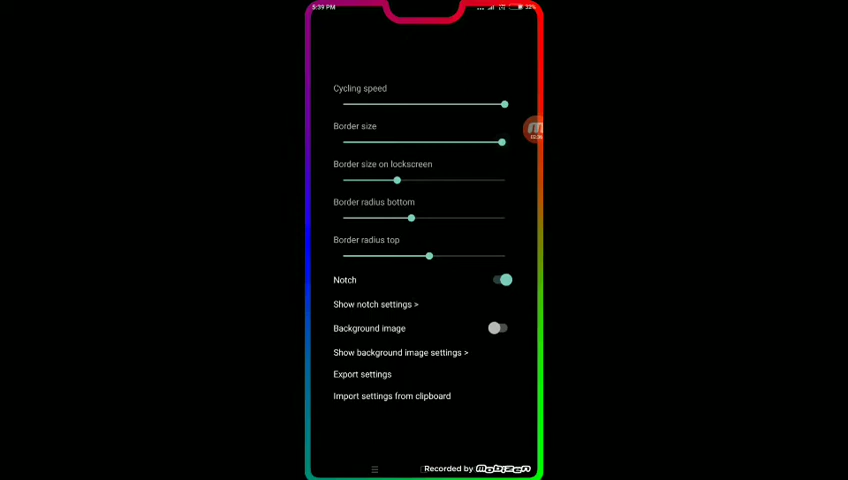 5:39 PM
33%
Cycling speed
Border size
Border size on lockscreen
Border radius bottom
Border radius top
Notch
Show notch settings >
Background image
Show background image settings >
Export settings
Import settings from clipboard
Recorded by mobizen